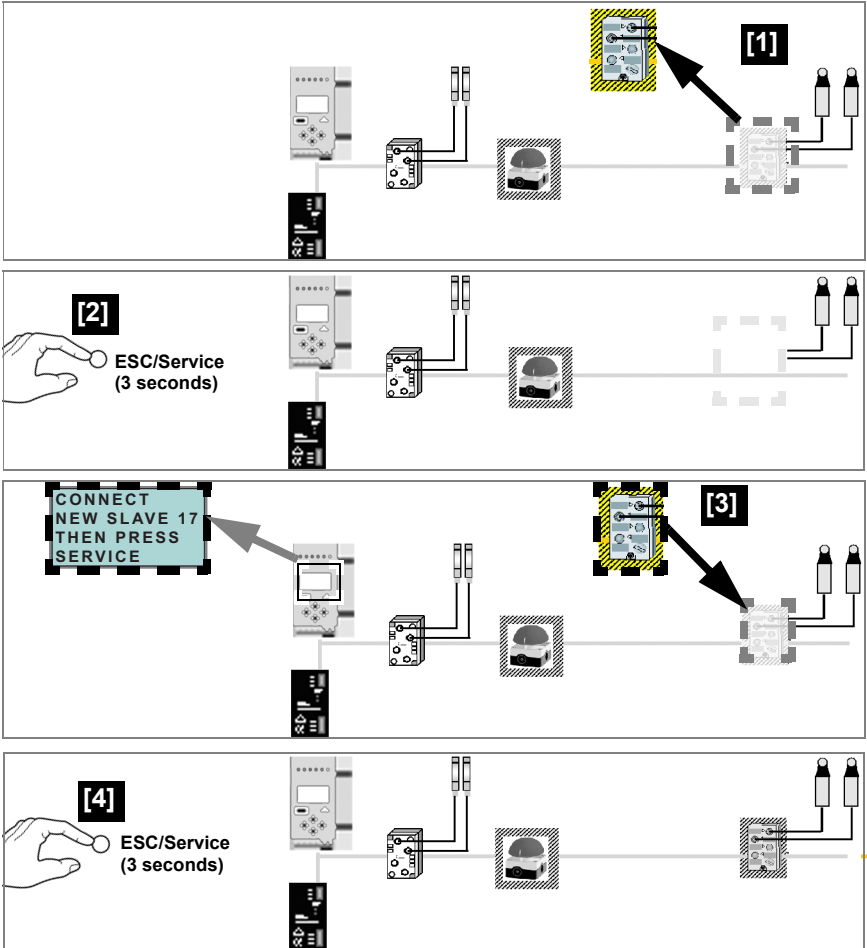 [1]
[2]
ESC/Service
(3 seconds)
CONNECT
NEW SLAVE 17
THEN PRESS
SERVICE
[3]
[4]
ESC/Service
(3 seconds)